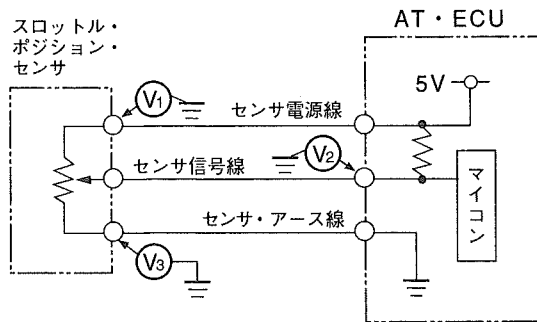 スロットル・
ポジション・
センサ
AT・ECU
5V
V1
センサ電源線
V2
センサ信号線
マイコン
センサ・アース線
V3